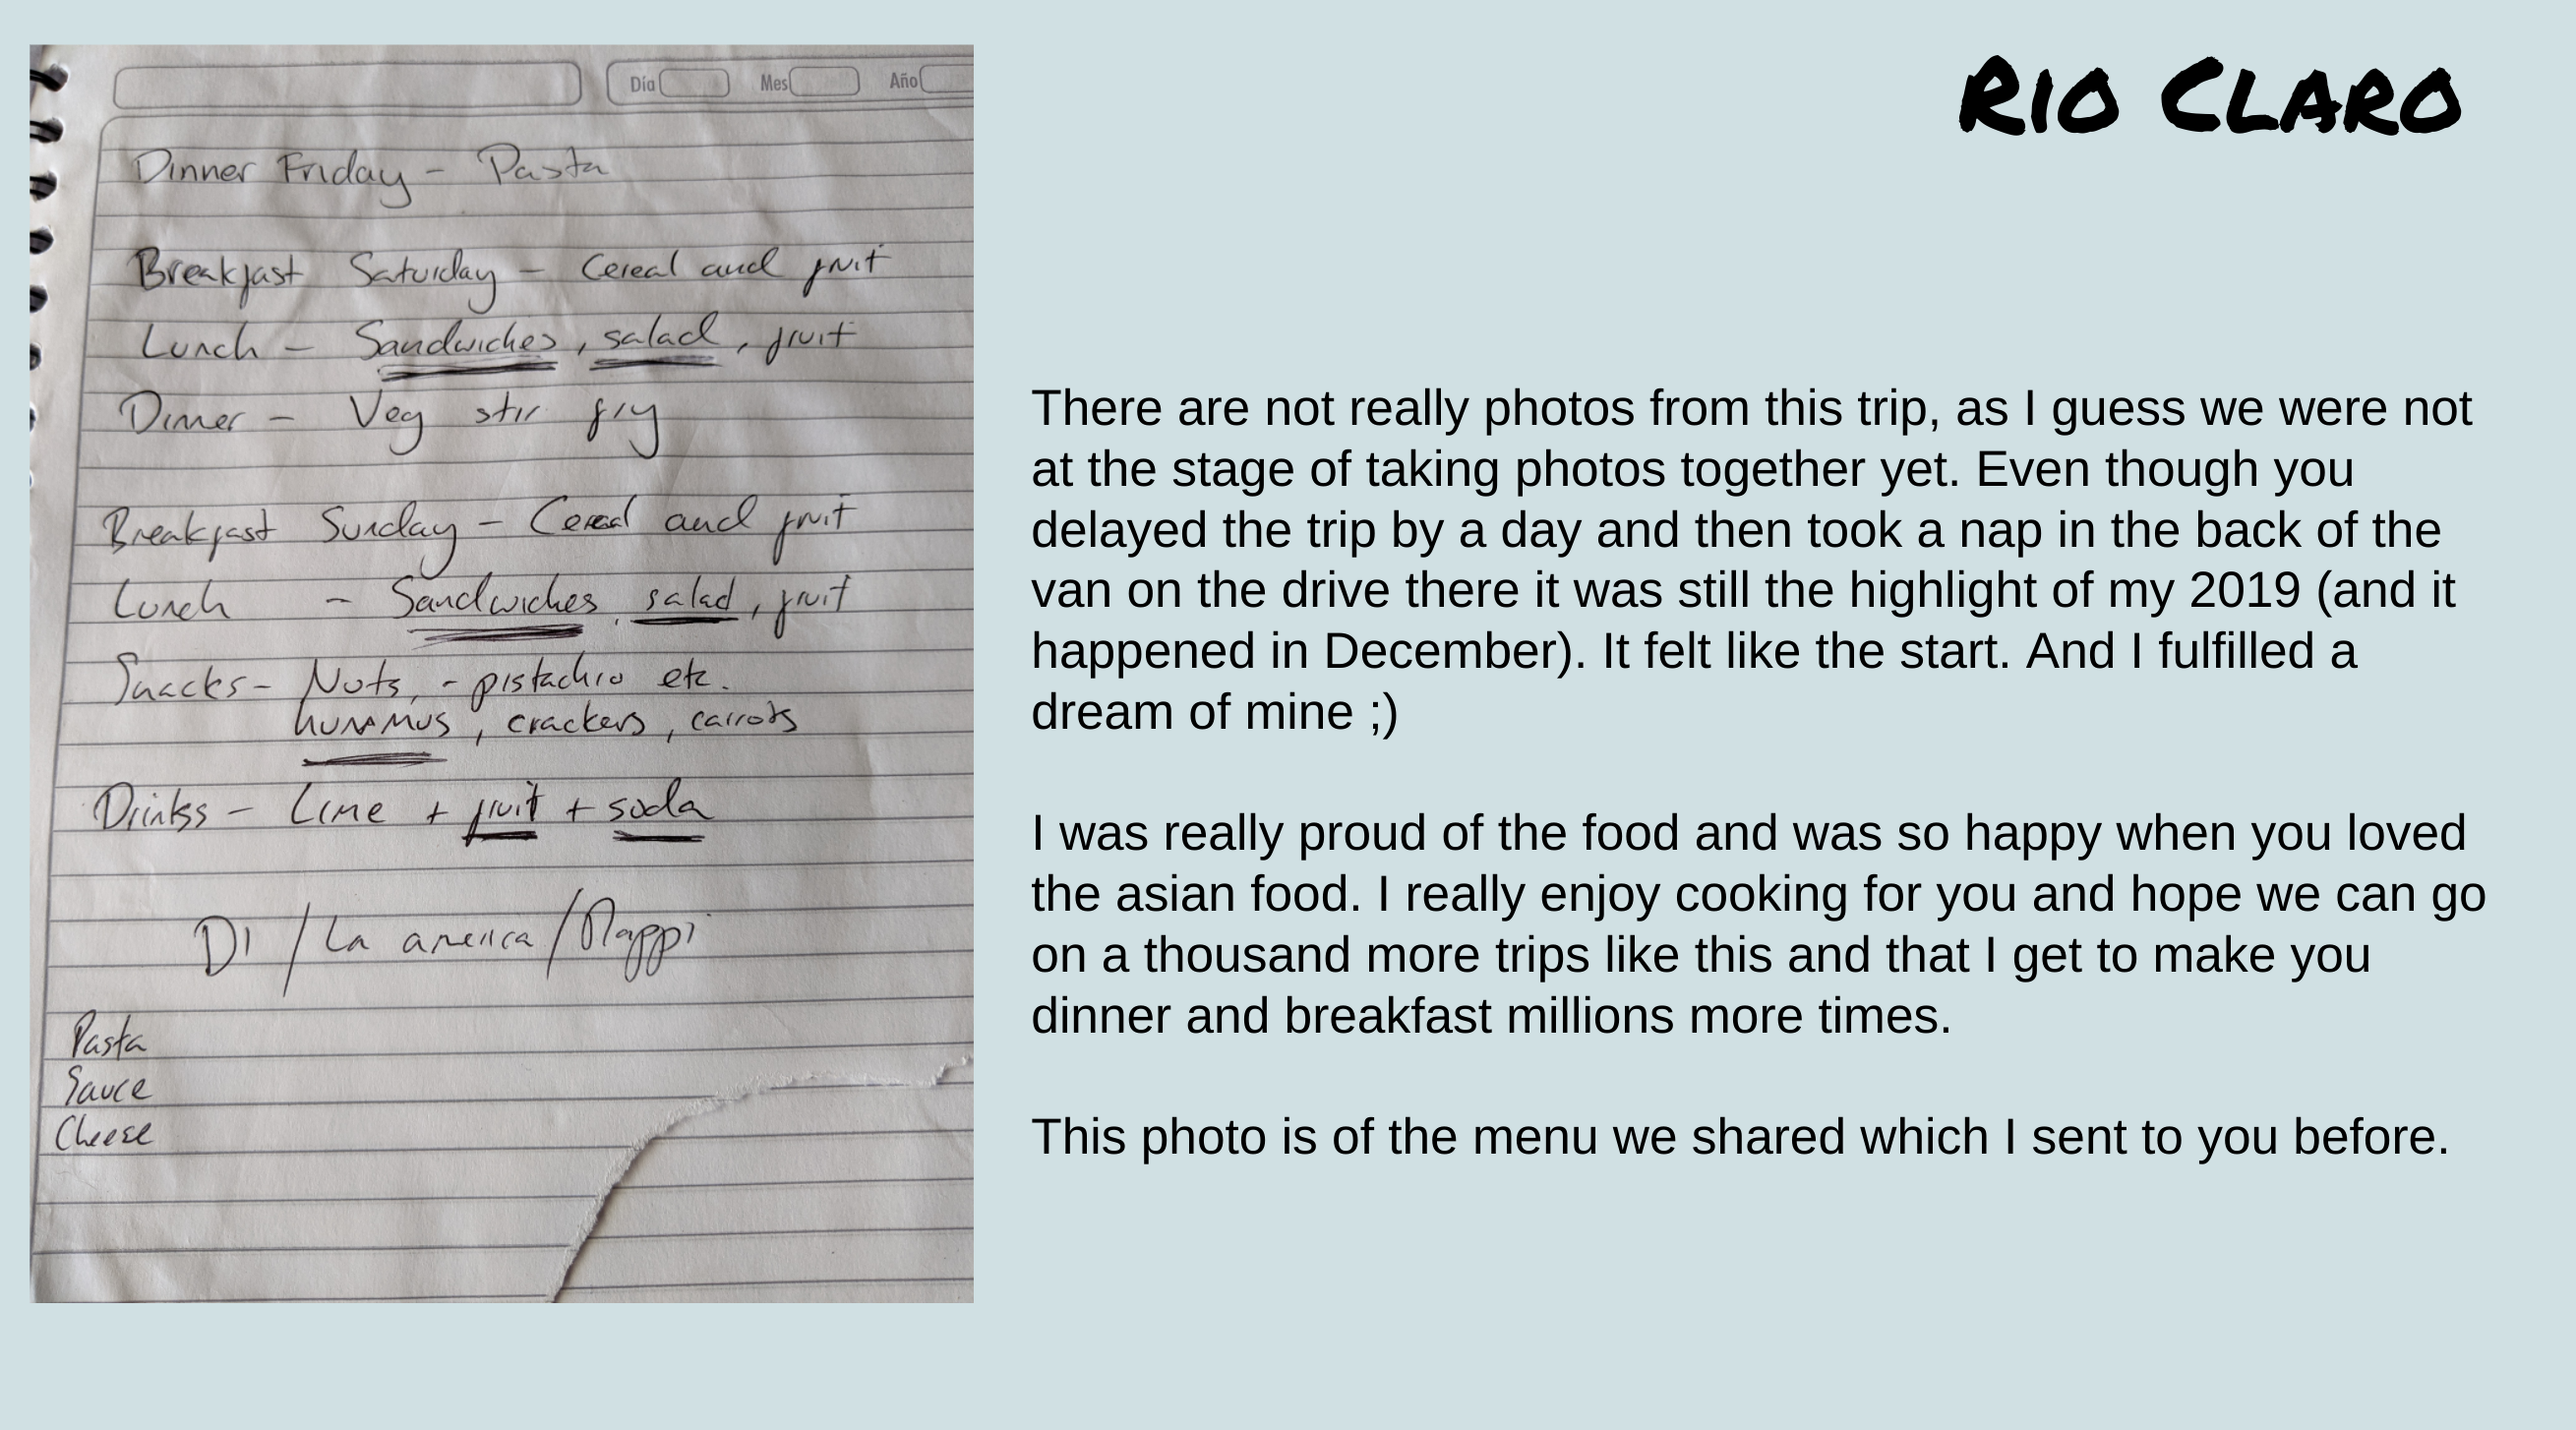 Rio Claro
Día Mes Año
Dinner Friday - Pasta
Breakfast Saturday - Cereal and fruit
Lunch - Sandwiches, salad, fruit
Dinner - Veg stir fry
Breakfast Sunday - Cereal and fruit
Lunch - Sandwiches, salad, fruit
Snacks - Nuts, - pistachio etc.
hummus, crackers, carrots
Drinks - Lime + fruit + soda
D1 / La america / Rappi
Pasta
Sauce
Cheese
There are not really photos from this trip, as I guess we were not
at the stage of taking photos together yet. Even though you
delayed the trip by a day and then took a nap in the back of the
van on the drive there it was still the highlight of my 2019 (and it
happened in December). It felt like the start. And I fulfilled a
dream of mine ;)
I was really proud of the food and was so happy when you loved
the asian food. I really enjoy cooking for you and hope we can go
on a thousand more trips like this and that I get to make you
dinner and breakfast millions more times.
This photo is of the menu we shared which I sent to you before.